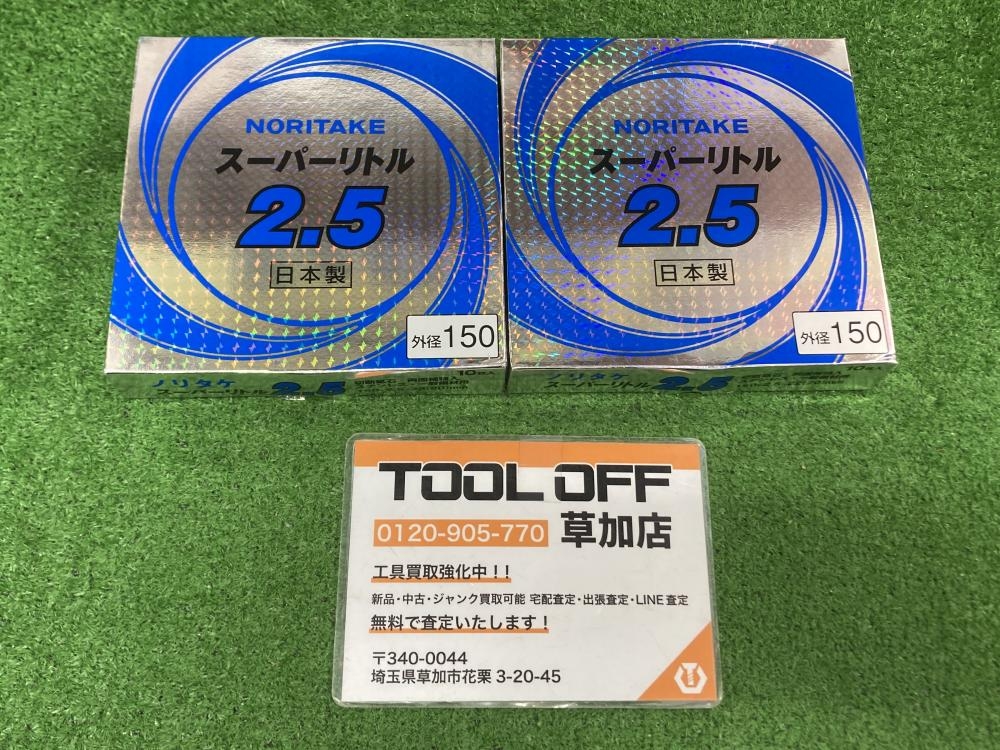 NORITAKE
スーパーリトル
2.5
日本製
外径150
ノリタケ
スーパーリトル 2.5
NORITAKE
スーパーリトル
2.5
日本製
外径150
ノリタケ
スーパーリトル 2.5
TOOL OFF
0120-905-770 草加店
工具買取強化中!!
新品・中古・ジャンク買取可能 宅配査定・出張査定・LINE査定
無料で査定いたします!
〒340-0044
埼玉県草加市花栗 3-20-45